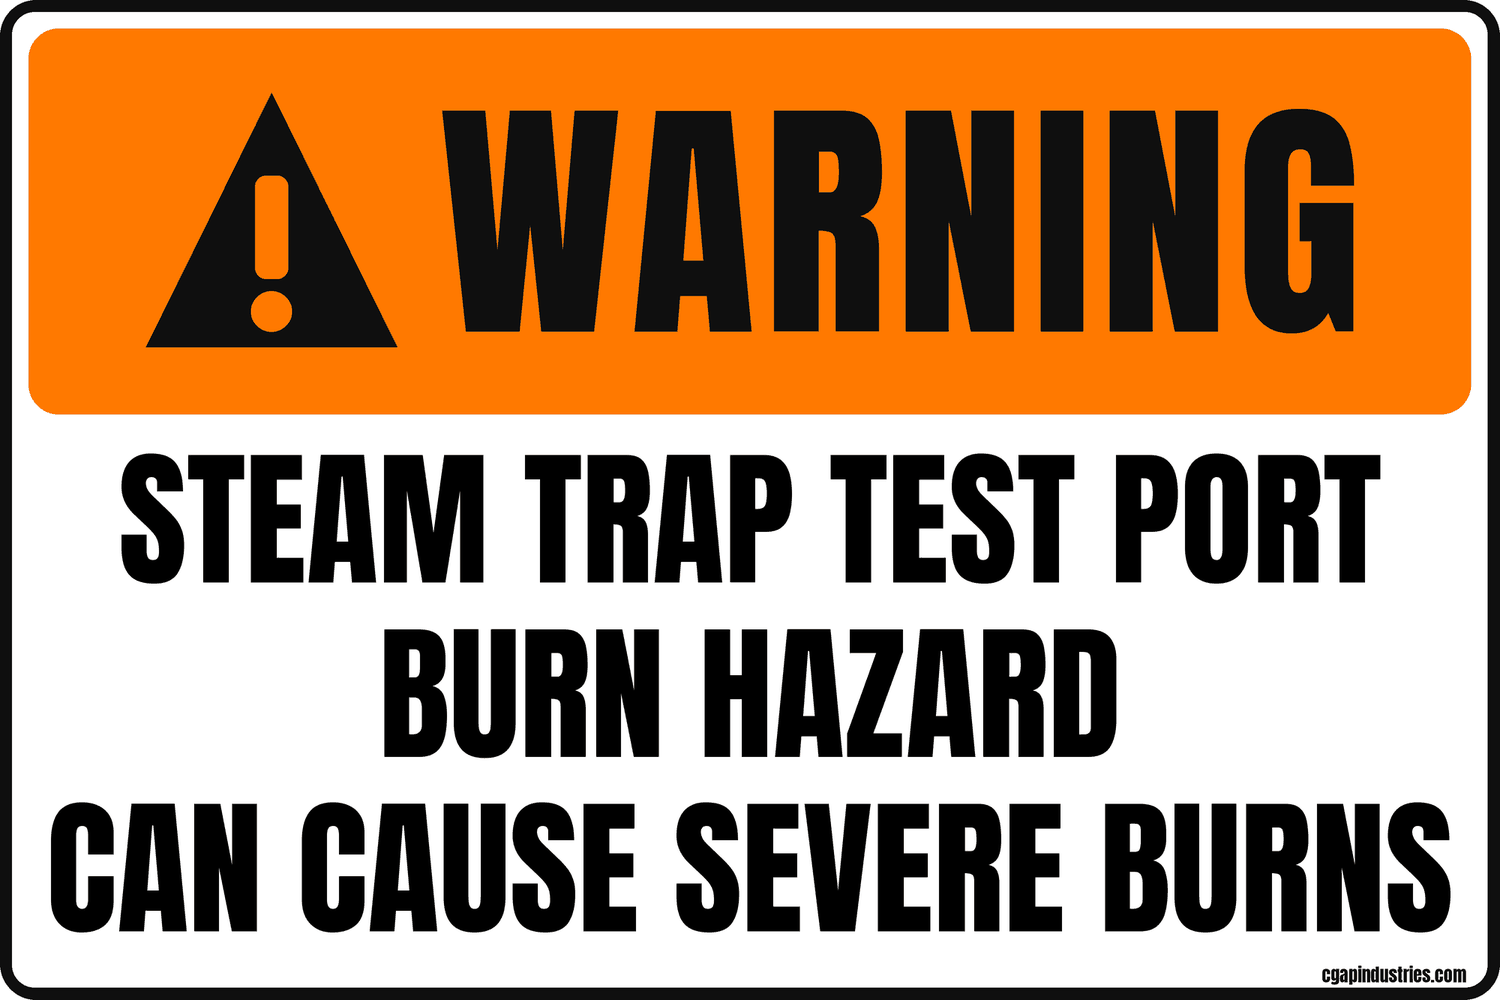 WARNING
STEAM TRAP TEST PORT
BURN HAZARD
CAN CAUSE SEVERE BURNS
cgapindustries.com